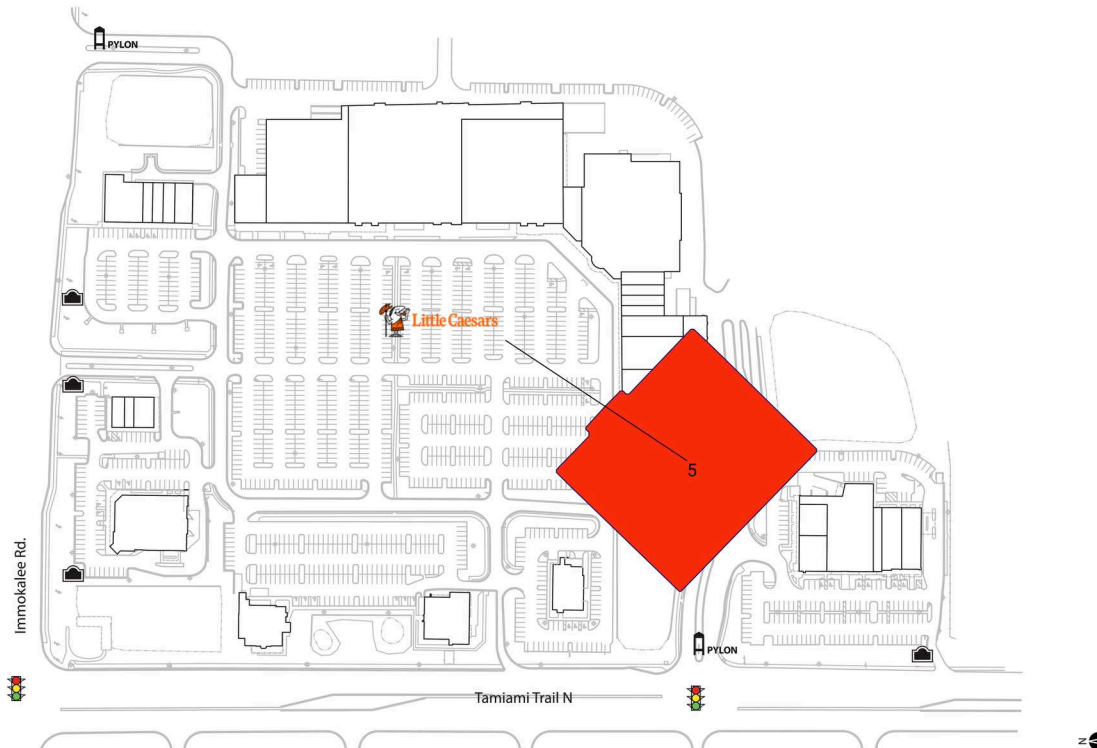 PYLON
Little Caesars
5
Immokalee Rd.
PYLON
Tamiami Trail N
N